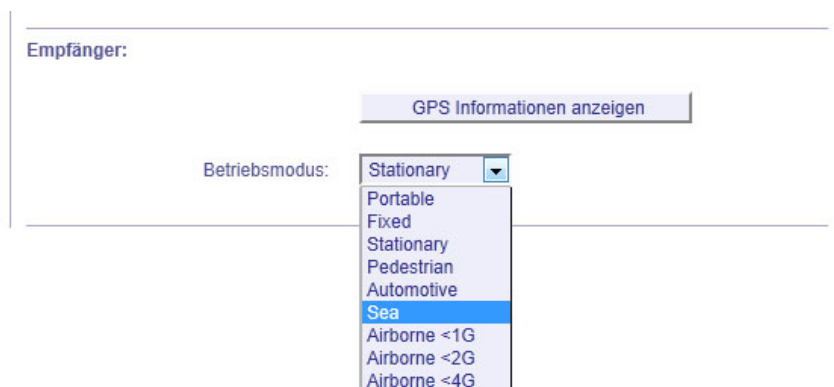 Empfänger:
GPS Informationen anzeigen
Betriebsmodus: Stationary
Portable
Fixed
Stationary
Pedestrian
Automotive
Sea
Airborne <1G
Airborne <2G
Airborne <4G